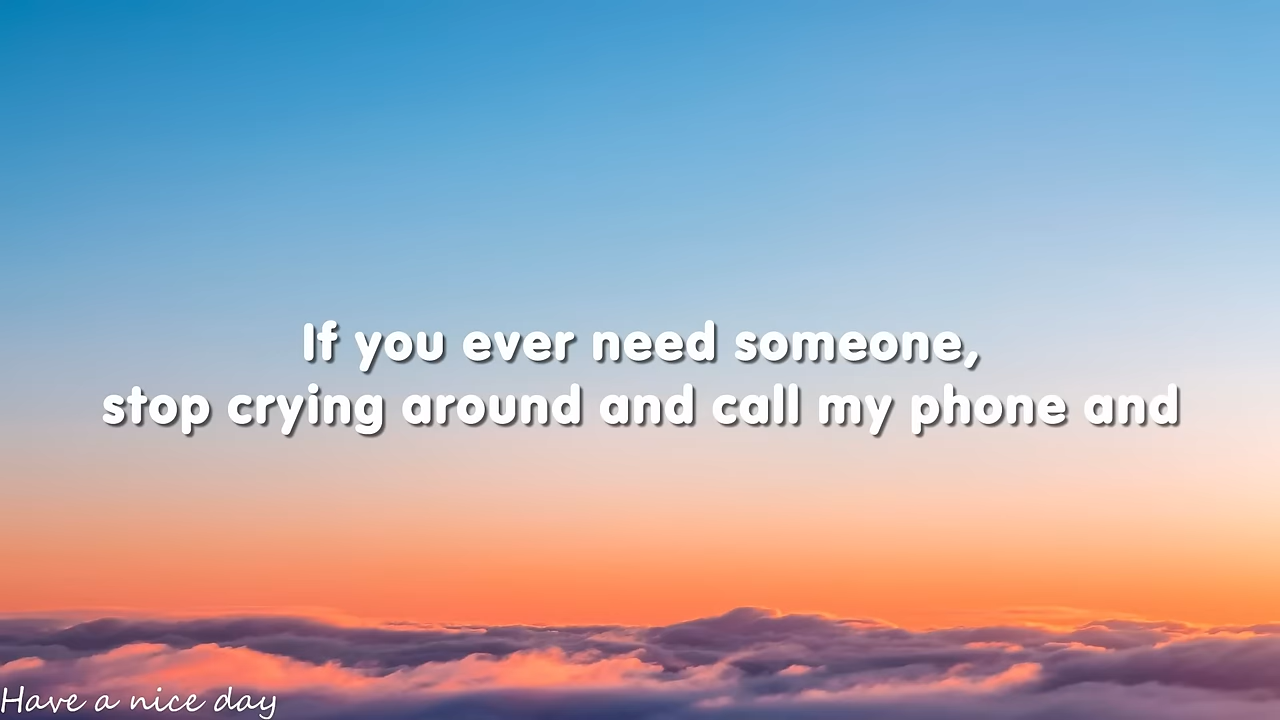 If you ever need someone,
stop crying around and call my phone and
Have a nice day